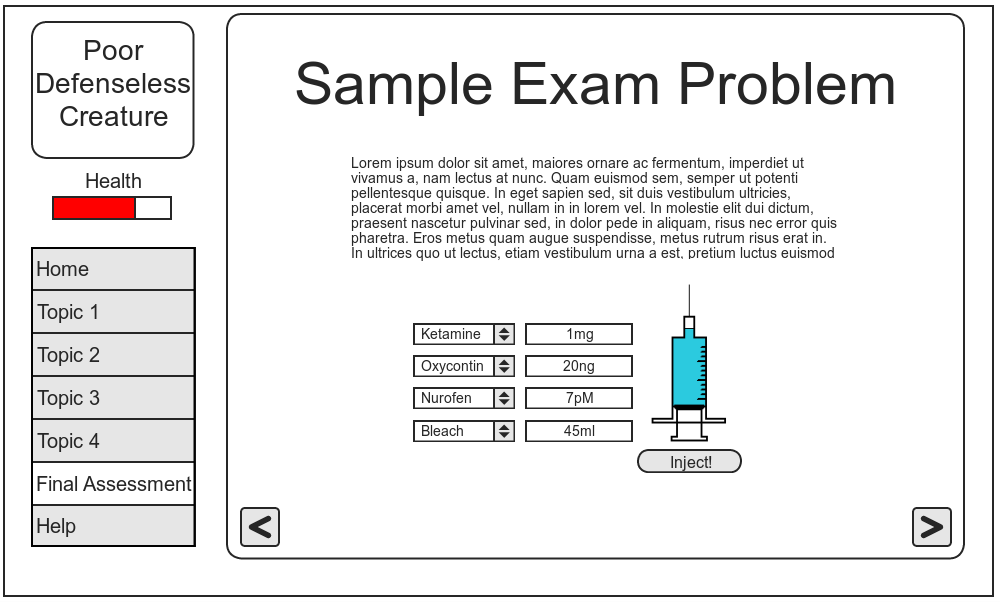 Poor
Defenseless
Creature
Health
Home
Topic 1
Topic 2
Topic 3
Topic 4
Final Assessment
Help
Sample Exam Problem
Lorem ipsum dolor sit amet, maiores ornare ac fermentum, imperdiet ut
vivamus a, nam lectus at nunc. Quam euismod sem, semper ut potenti
pellentesque quisque. In eget sapien sed, sit duis vestibulum ultricies,
placerat morbi amet vel, nullam in in lorem vel. In molestie elit dui dictum,
praesent nascetur pulvinar sed, in dolor pede in aliquam, risus nec error quis
pharetra. Eros metus quam augue suspendisse, metus rutrum risus erat in.
In ultrices quo ut lectus, etiam vestibulum urna a est, pretium luctus euismod
Ketamine 1mg
Oxycontin 20ng
Nurofen 7pM
Bleach 45ml
Inject!
< >